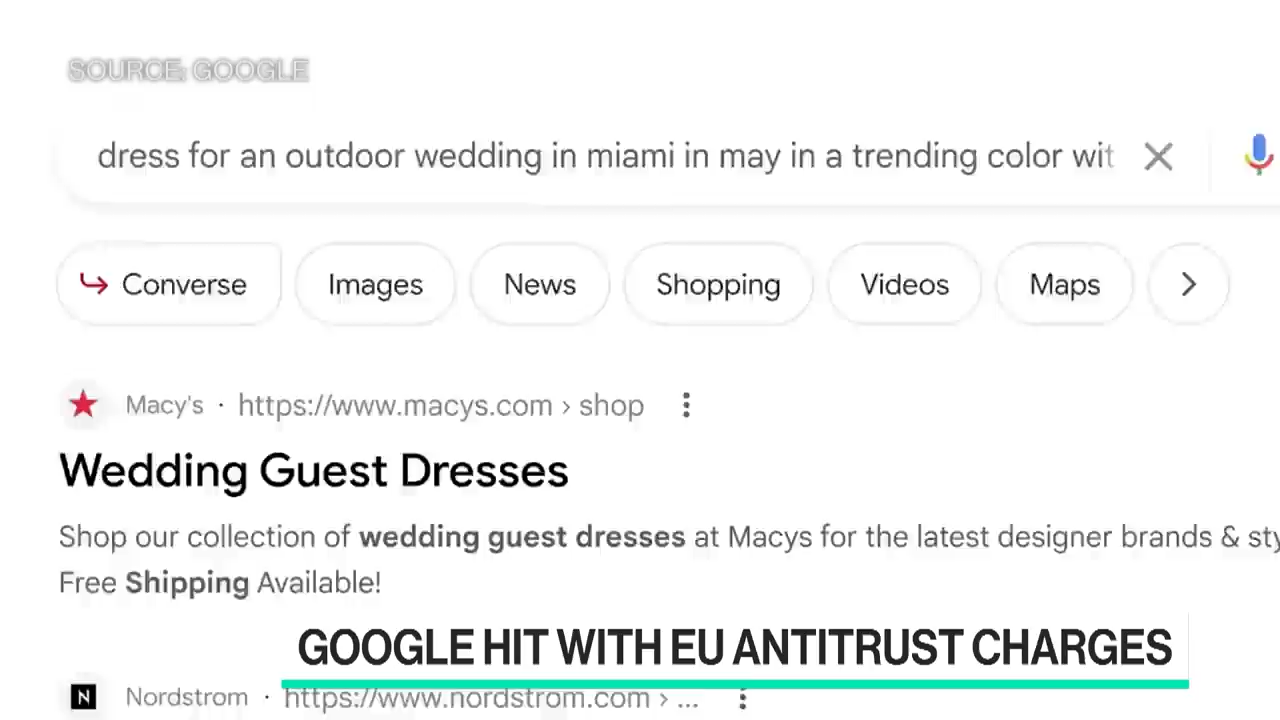 SOURCE: GOOGLE
dress for an outdoor wedding in miami in may in a trending color wit
Converse Images News Shopping Videos Maps
Macy's · https://www.macys.com › shop
Wedding Guest Dresses
Shop our collection of wedding guest dresses at Macys for the latest designer brands & sty
Free Shipping Available!
GOOGLE HIT WITH EU ANTITRUST CHARGES
N Nordstrom · https://www.nordstrom.com › ...